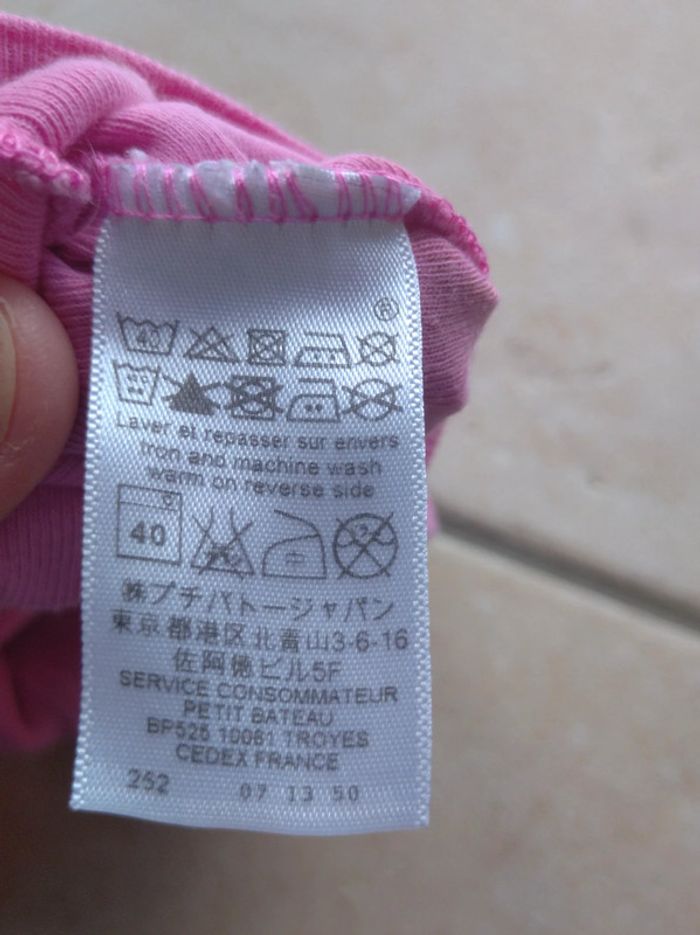 ®
40
Laver et repasser sur envers
Iron and machine wash
warm on reverse side
40
中
㈱プチバトージャパン
東京都港区北青山3-6-16
佐阿徳ビル5F
SERVICE CONSOMMATEUR
PETIT BATEAU
BP525 10081 TROYES
CEDEX FRANCE
252 07 13 50